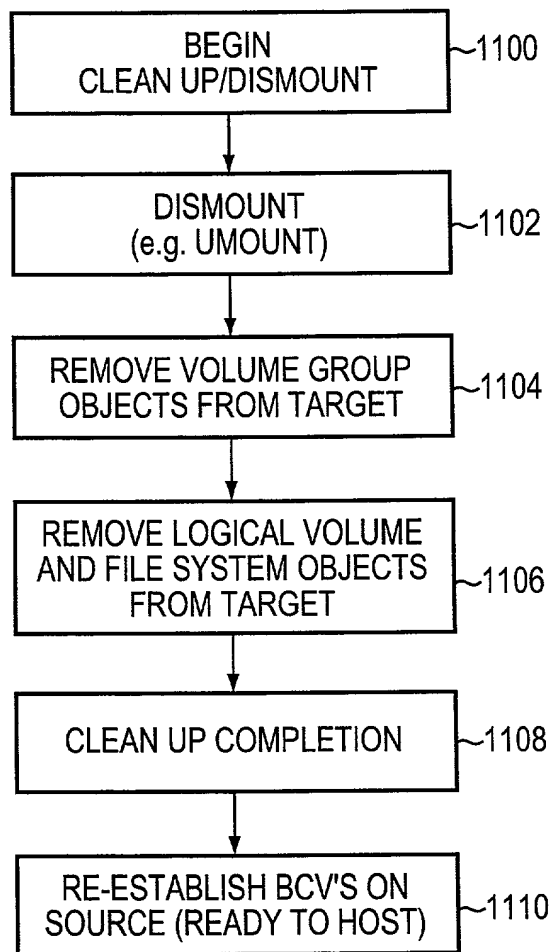 BEGIN
CLEAN UP/DISMOUNT
1100
DISMOUNT
(e.g. UMOUNT)
1102
REMOVE VOLUME GROUP
OBJECTS FROM TARGET
1104
REMOVE LOGICAL VOLUME
AND FILE SYSTEM OBJECTS
FROM TARGET
1106
CLEAN UP COMPLETION
1108
RE-ESTABLISH BCV'S ON
SOURCE (READY TO HOST)
1110